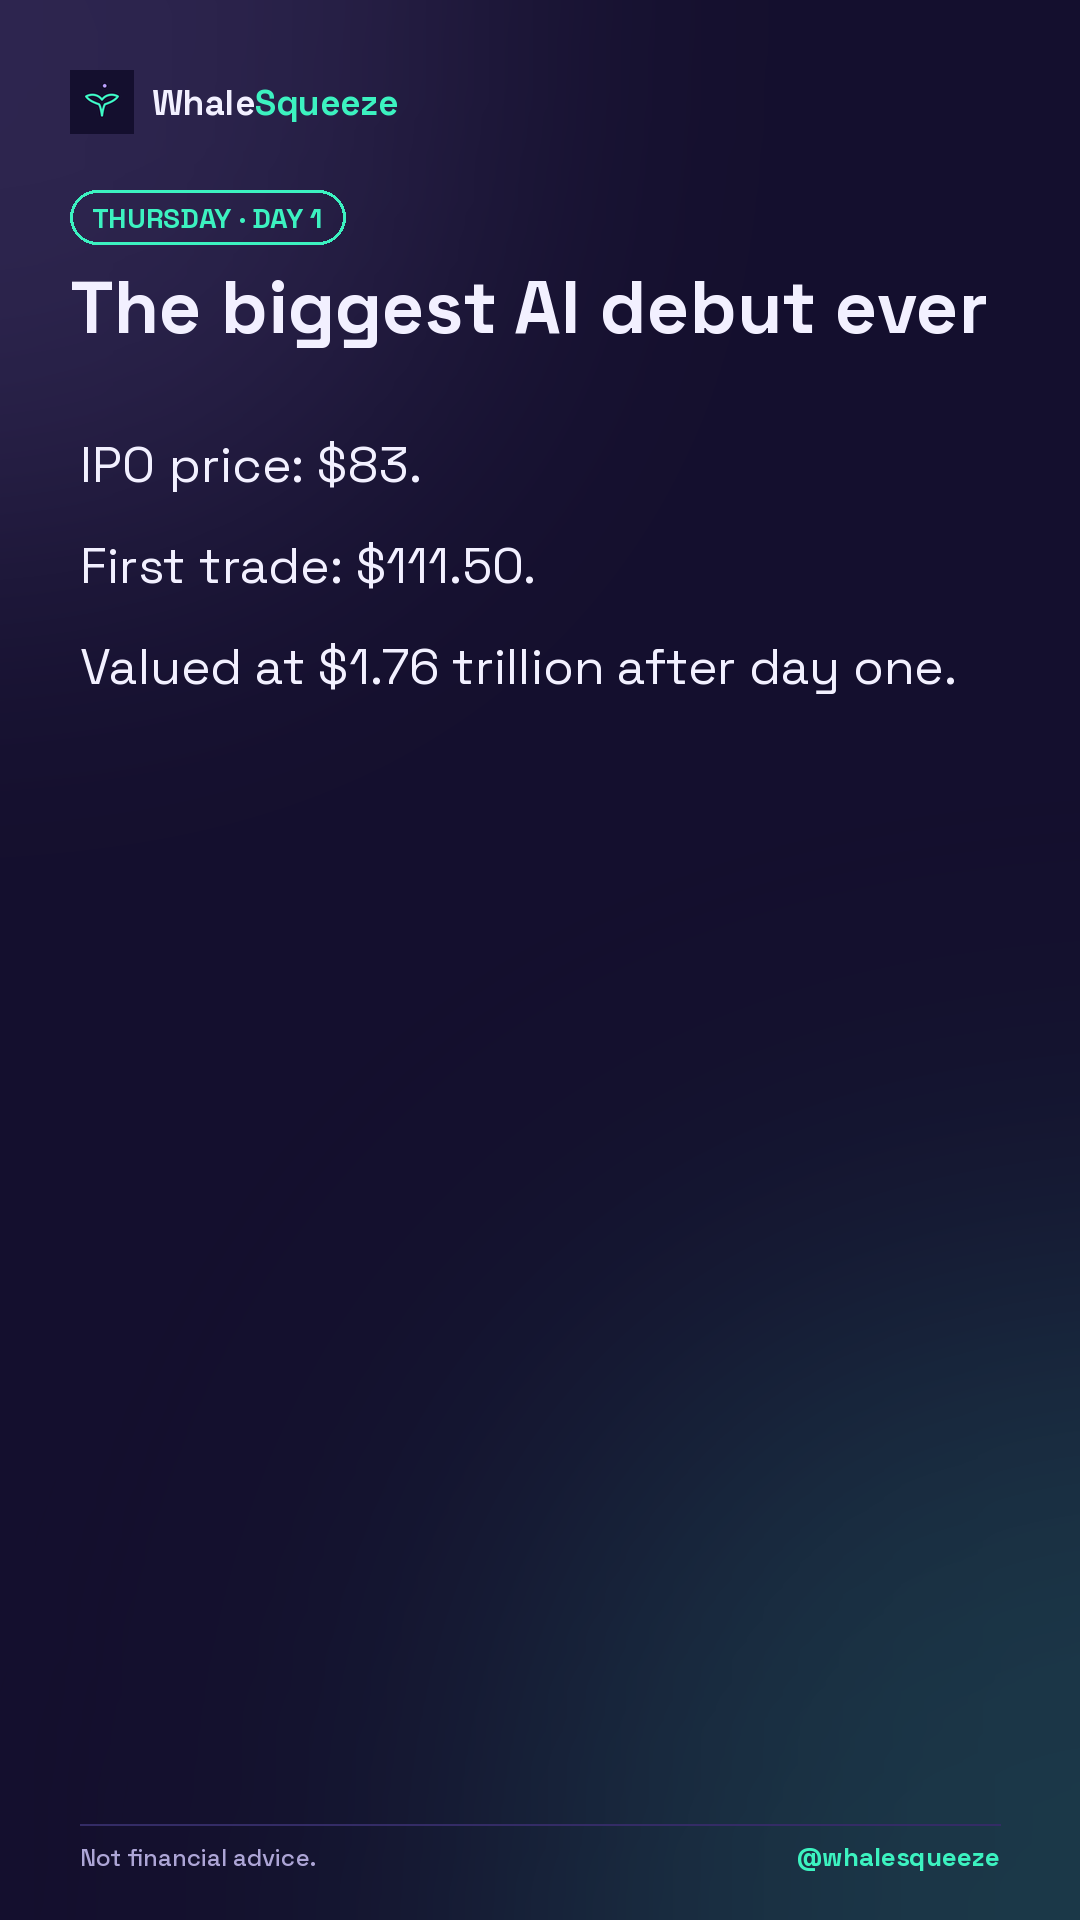 WhaleSqueeze
THURSDAY · DAY 1
The biggest AI debut ever
IPO price: $83.
First trade: $111.50.
Valued at $1.76 trillion after day one.
Not financial advice.
@whalesqueeze